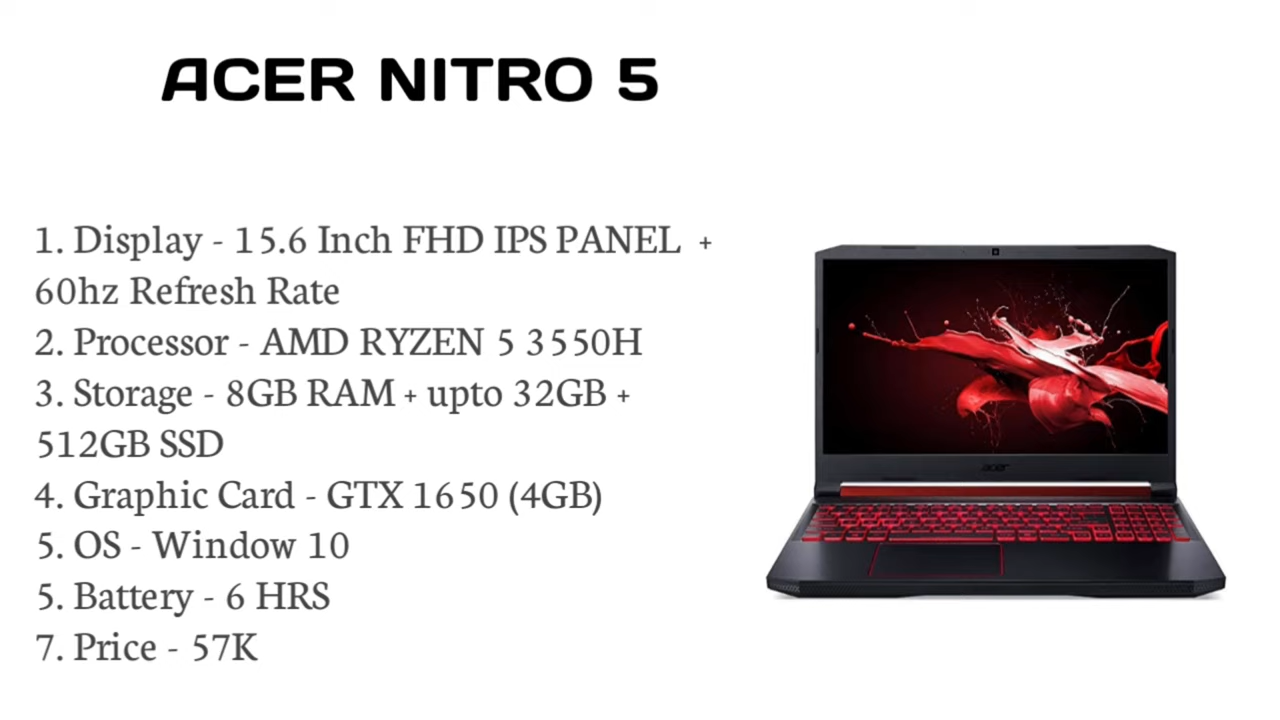 ACER NITRO 5
1. Display - 15.6 Inch FHD IPS PANEL +
60hz Refresh Rate
2. Processor - AMD RYZEN 5 3550H
3. Storage - 8GB RAM + upto 32GB +
512GB SSD
4. Graphic Card - GTX 1650 (4GB)
5. OS - Window 10
5. Battery - 6 HRS
7. Price - 57K
acer